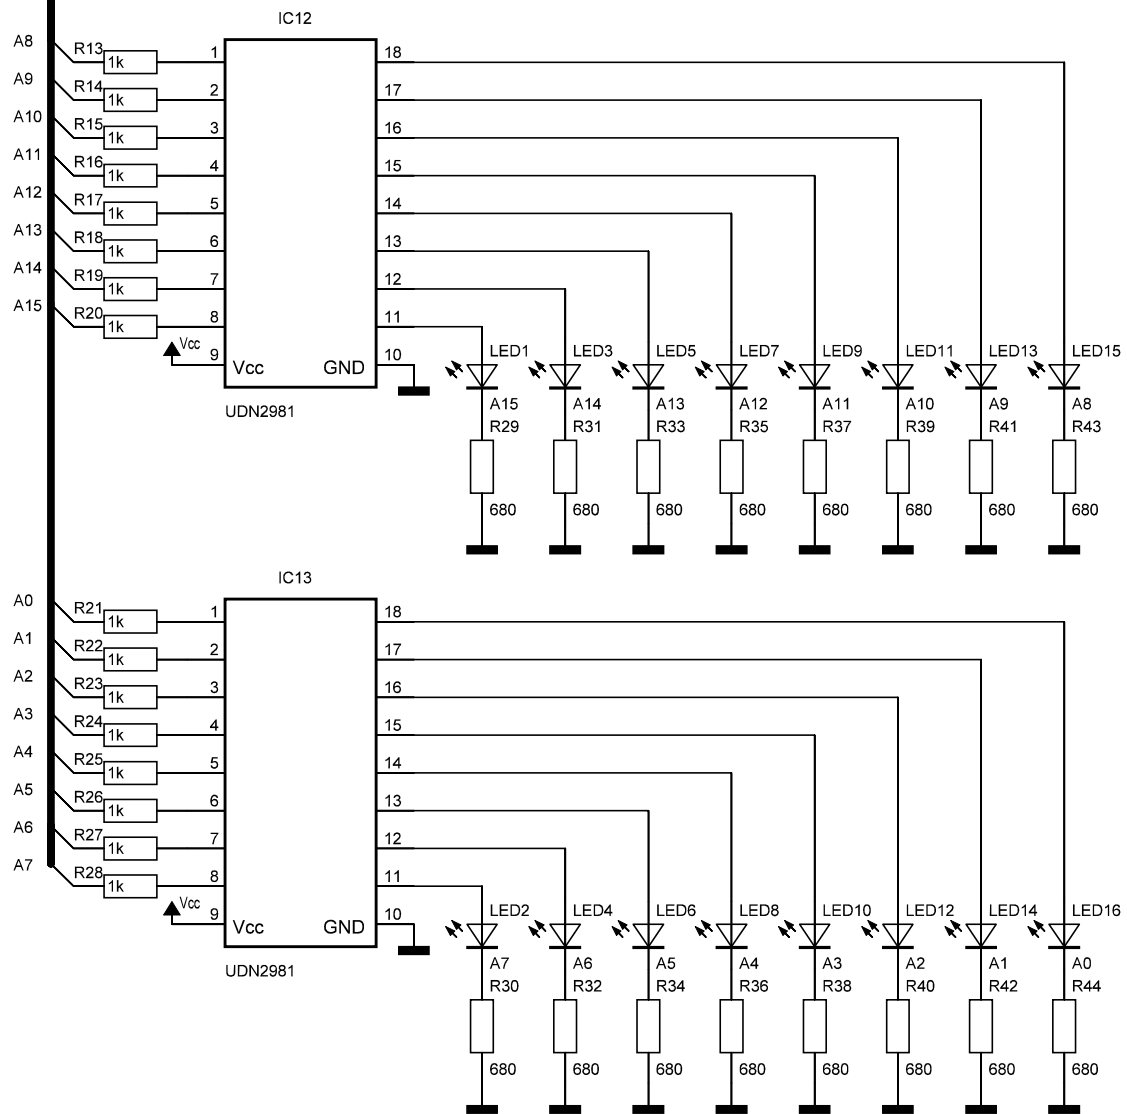 IC12
A8 R13 1k 1 18
A9 R14 1k 2 17
A10 R15 1k 3 16
A11 R16 1k 4 15
A12 R17 1k 5 14
A13 R18 1k 6 13
A14 R19 1k 7 12
A15 R20 1k 8 11
Vcc 9 Vcc GND 10
UDN2981
LED1 LED3 LED5 LED7 LED9 LED11 LED13 LED15
A15 A14 A13 A12 A11 A10 A9 A8
R29 R31 R33 R35 R37 R39 R41 R43
680 680 680 680 680 680 680 680
IC13
A0 R21 1k 1 18
A1 R22 1k 2 17
A2 R23 1k 3 16
A3 R24 1k 4 15
A4 R25 1k 5 14
A5 R26 1k 6 13
A6 R27 1k 7 12
A7 R28 1k 8 11
Vcc 9 Vcc GND 10
UDN2981
LED2 LED4 LED6 LED8 LED10 LED12 LED14 LED16
A7 A6 A5 A4 A3 A2 A1 A0
R30 R32 R34 R36 R38 R40 R42 R44
680 680 680 680 680 680 680 680